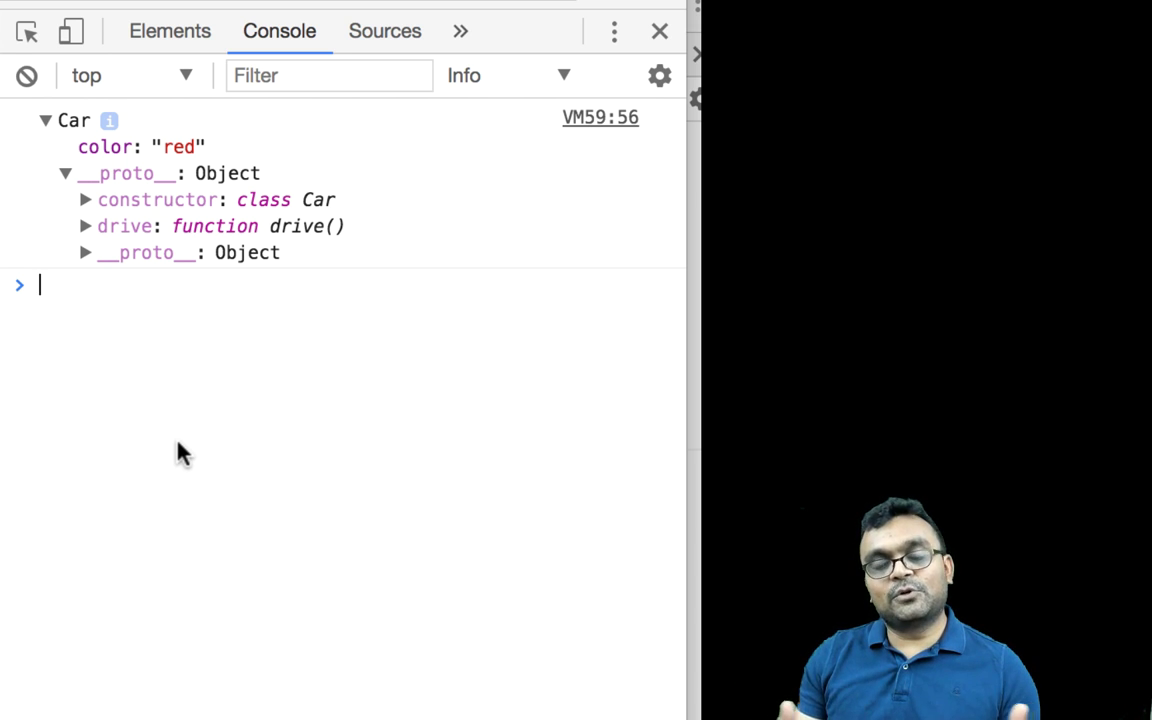 Elements Console Sources »
top Filter Info
Car i VM59:56
color: "red"
__proto__: Object
constructor: class Car
drive: function drive()
__proto__: Object
>